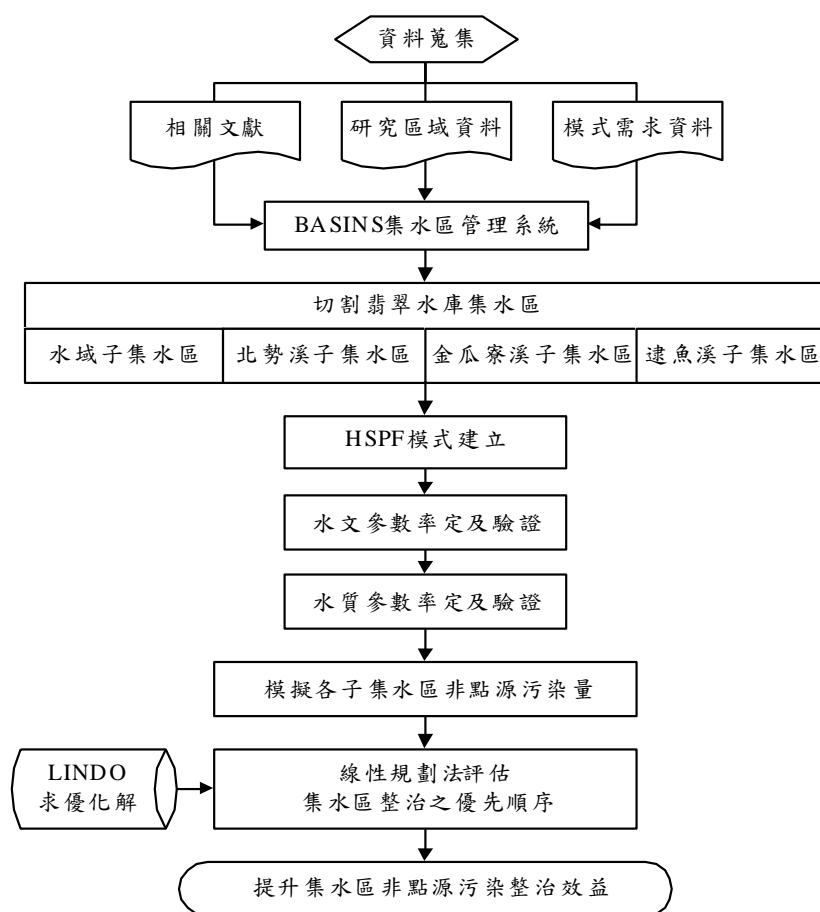 資料蒐集
相關文獻
研究區域資料
模式需求資料
BASINS集水區管理系統
切割翡翠水庫集水區
水域子集水區
北勢溪子集水區
金瓜寮溪子集水區
逮魚溪子集水區
HSPF模式建立
水文參數率定及驗證
水質參數率定及驗證
模擬各子集水區非點源污染量
LINDO
求優化解
線性規劃法評估
集水區整治之優先順序
提升集水區非點源污染整治效益